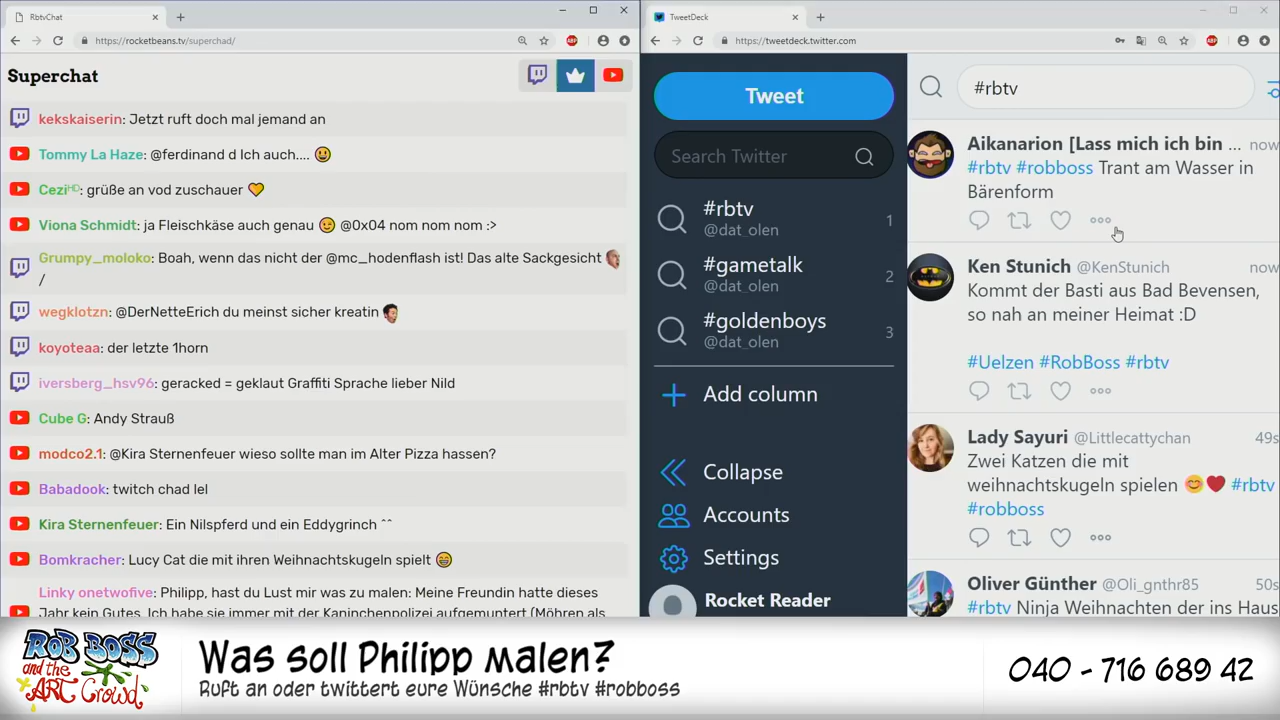 RbtvChat
https://rocketbeans.tv/superchad/
Superchat
kekskaiserin: Jetzt ruft doch mal jemand an
Tommy La Haze: @ferdinand d Ich auch.... 😃
Ceziᴴᴰ: grüße an vod zuschauer 🧡
Viona Schmidt: ja Fleischkäse auch genau 😉 @0x04 nom nom nom :>
Grumpy_moloko: Boah, wenn das nicht der @mc_hodenflash ist! Das alte Sackgesicht
/
wegklotzn: @DerNetteErich du meinst sicher kreatin
koyoteaa: der letzte 1horn
iversberg_hsv96: geracked = geklaut Graffiti Sprache lieber Nild
Cube G: Andy Strauß
modco2.1: @Kira Sternenfeuer wieso sollte man im Alter Pizza hassen?
Babadook: twitch chad lel
Kira Sternenfeuer: Ein Nilspferd und ein Eddygrinch ^^
Bomkracher: Lucy Cat die mit ihren Weihnachtskugeln spielt 😁
Linky onetwofive: Philipp, hast du Lust mir was zu malen: Meine Freundin hatte dieses
Jahr kein Gutes. Ich habe sie immer mit der Kaninchenpolizei aufgemuntert (Möhren als
TweetDeck
https://tweetdeck.twitter.com
Tweet
Search Twitter
#rbtv
@dat_olen
1
#gametalk
@dat_olen
2
#goldenboys
@dat_olen
3
Add column
Collapse
Accounts
Settings
Rocket Reader
#rbtv
Aikanarion [Lass mich ich bin ... now
#rbtv #robboss Trant am Wasser in
Bärenform
Ken Stunich @KenStunich now
Kommt der Basti aus Bad Bevensen,
so nah an meiner Heimat :D
#Uelzen #RobBoss #rbtv
Lady Sayuri @Littlecattychan 49s
Zwei Katzen die mit
weihnachtskugeln spielen 😊❤ #rbtv
#robboss
Oliver Günther @Oli_gnthr85 50s
#rbtv Ninja Weihnachten der ins Haus
ROB BOSS
and the
ART Crowd
Was soll Philipp malen?
Ruft an oder twittert eure Wünsche #rbtv #robboss
040 - 716 689 42